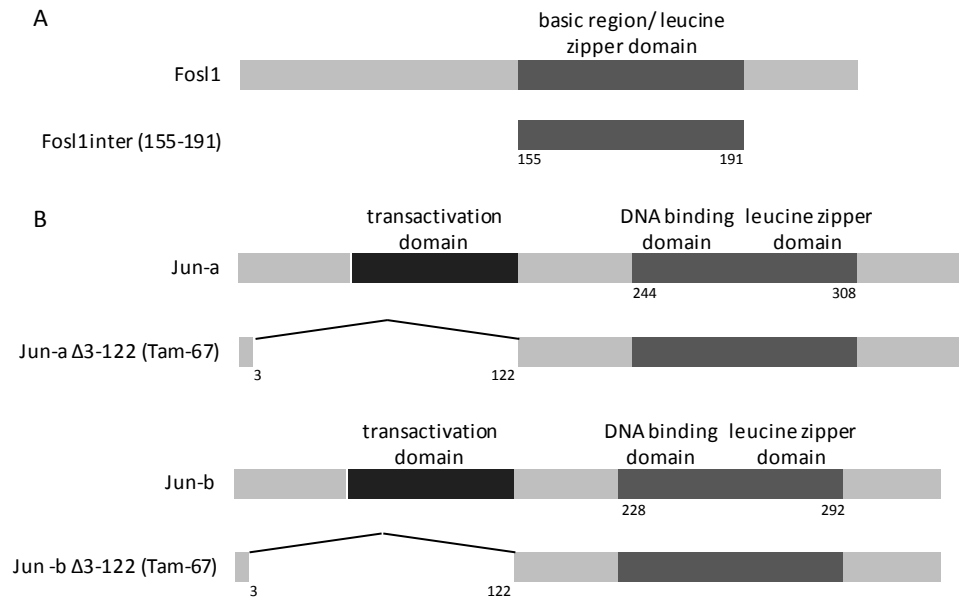 A
basic region/ leucine
zipper domain
Fosl1
Fosl1inter (155-191)
155 191
B
transactivation
domain
DNA binding
domain
leucine zipper
domain
Jun-a
244 308
Jun-a Δ3-122 (Tam-67)
3 122
transactivation
domain
DNA binding
domain
leucine zipper
domain
Jun-b
228 292
Jun -b Δ3-122 (Tam-67)
3 122